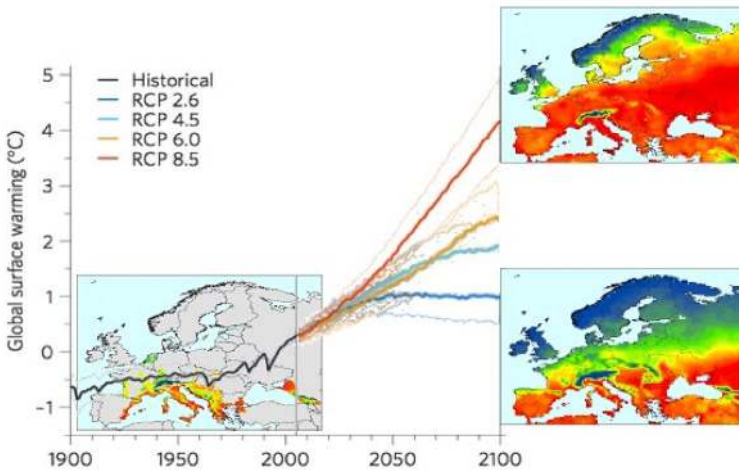 Global surface warming (°C)
5
4
3
2
1
0
−1
Historical
RCP 2.6
RCP 4.5
RCP 6.0
RCP 8.5
1900 1950 2000 2050 2100